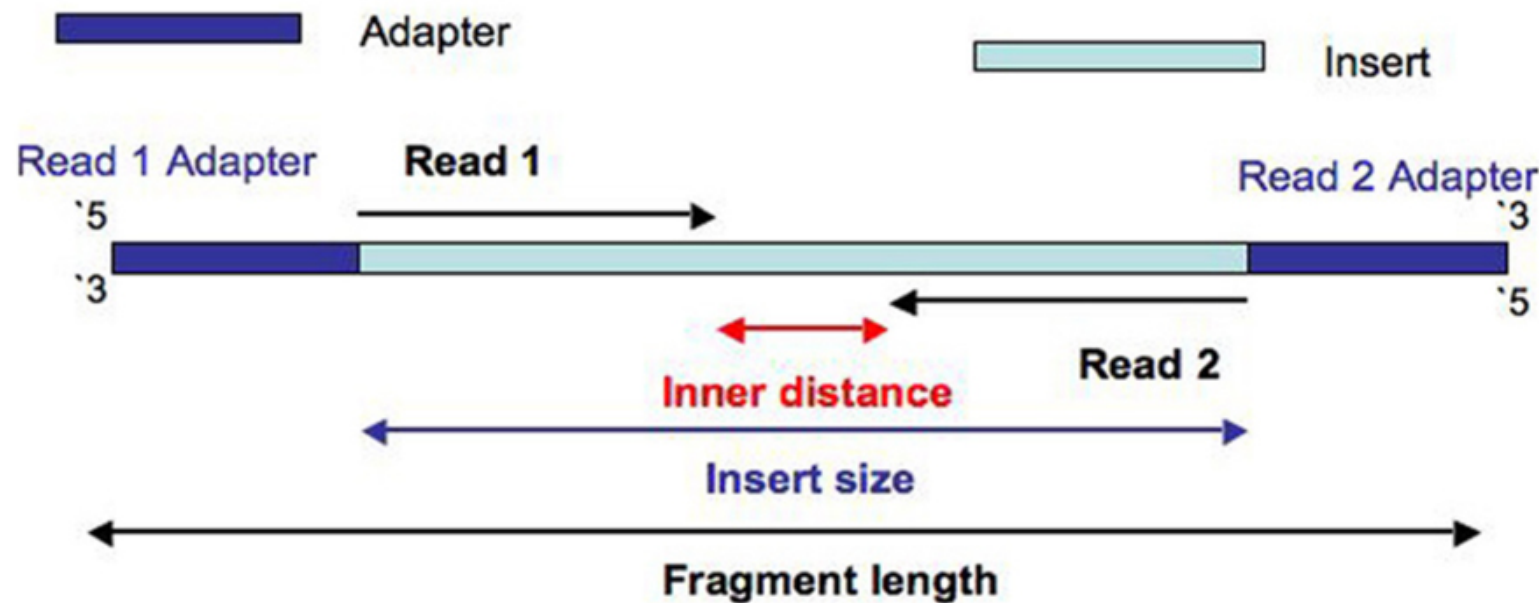 Adapter
Insert
Read 1 Adapter
Read 1
Read 2 Adapter
`5
`3
`3
`5
Read 2
Inner distance
Insert size
Fragment length